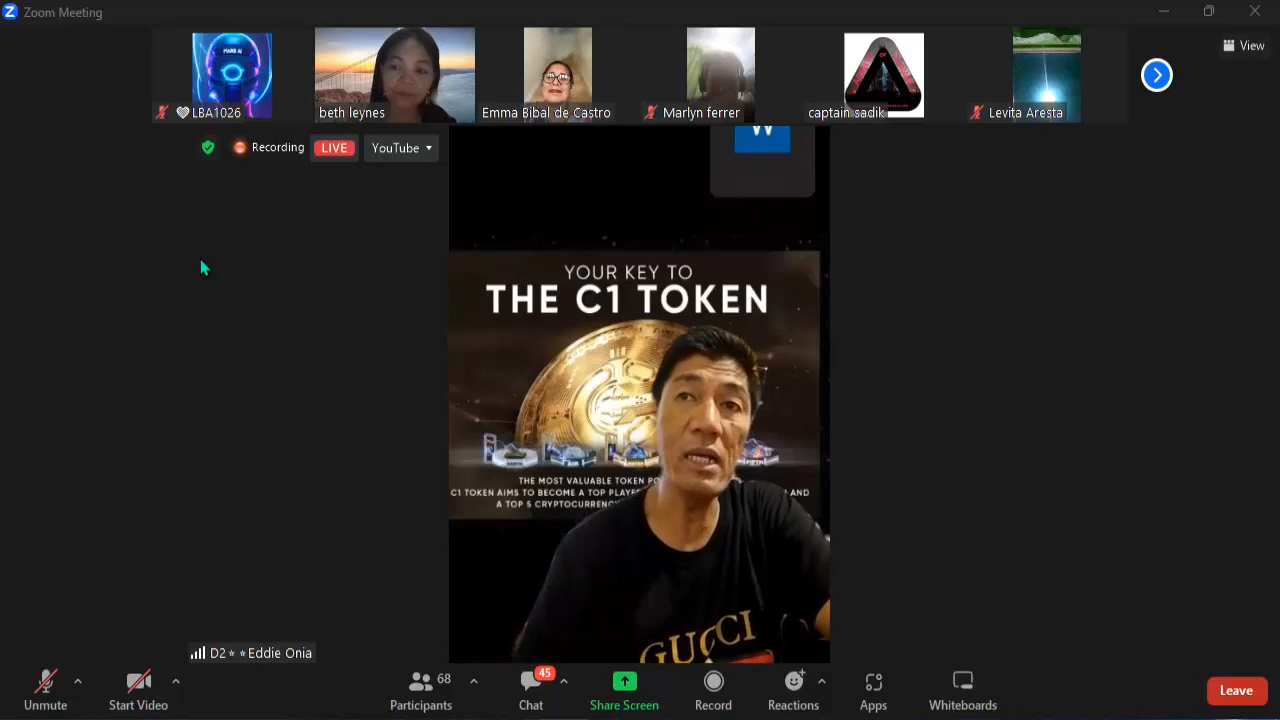 Zoom Meeting
View
LBA1026
beth leynes
Emma Bibal de Castro
Marlyn ferrer
captain sadik
Levita Aresta
Recording
LIVE
YouTube
W
YOUR KEY TO
THE C1 TOKEN
EARTH
THE MOST VALUABLE TOKEN
C1 TOKEN AIMS TO BECOME A TOP AND
A TOP 5
GUCCI
D2 Eddie Onia
68
45
Unmute
Start Video
Participants
Chat
Share Screen
Record
Reactions
Apps
Whiteboards
Leave